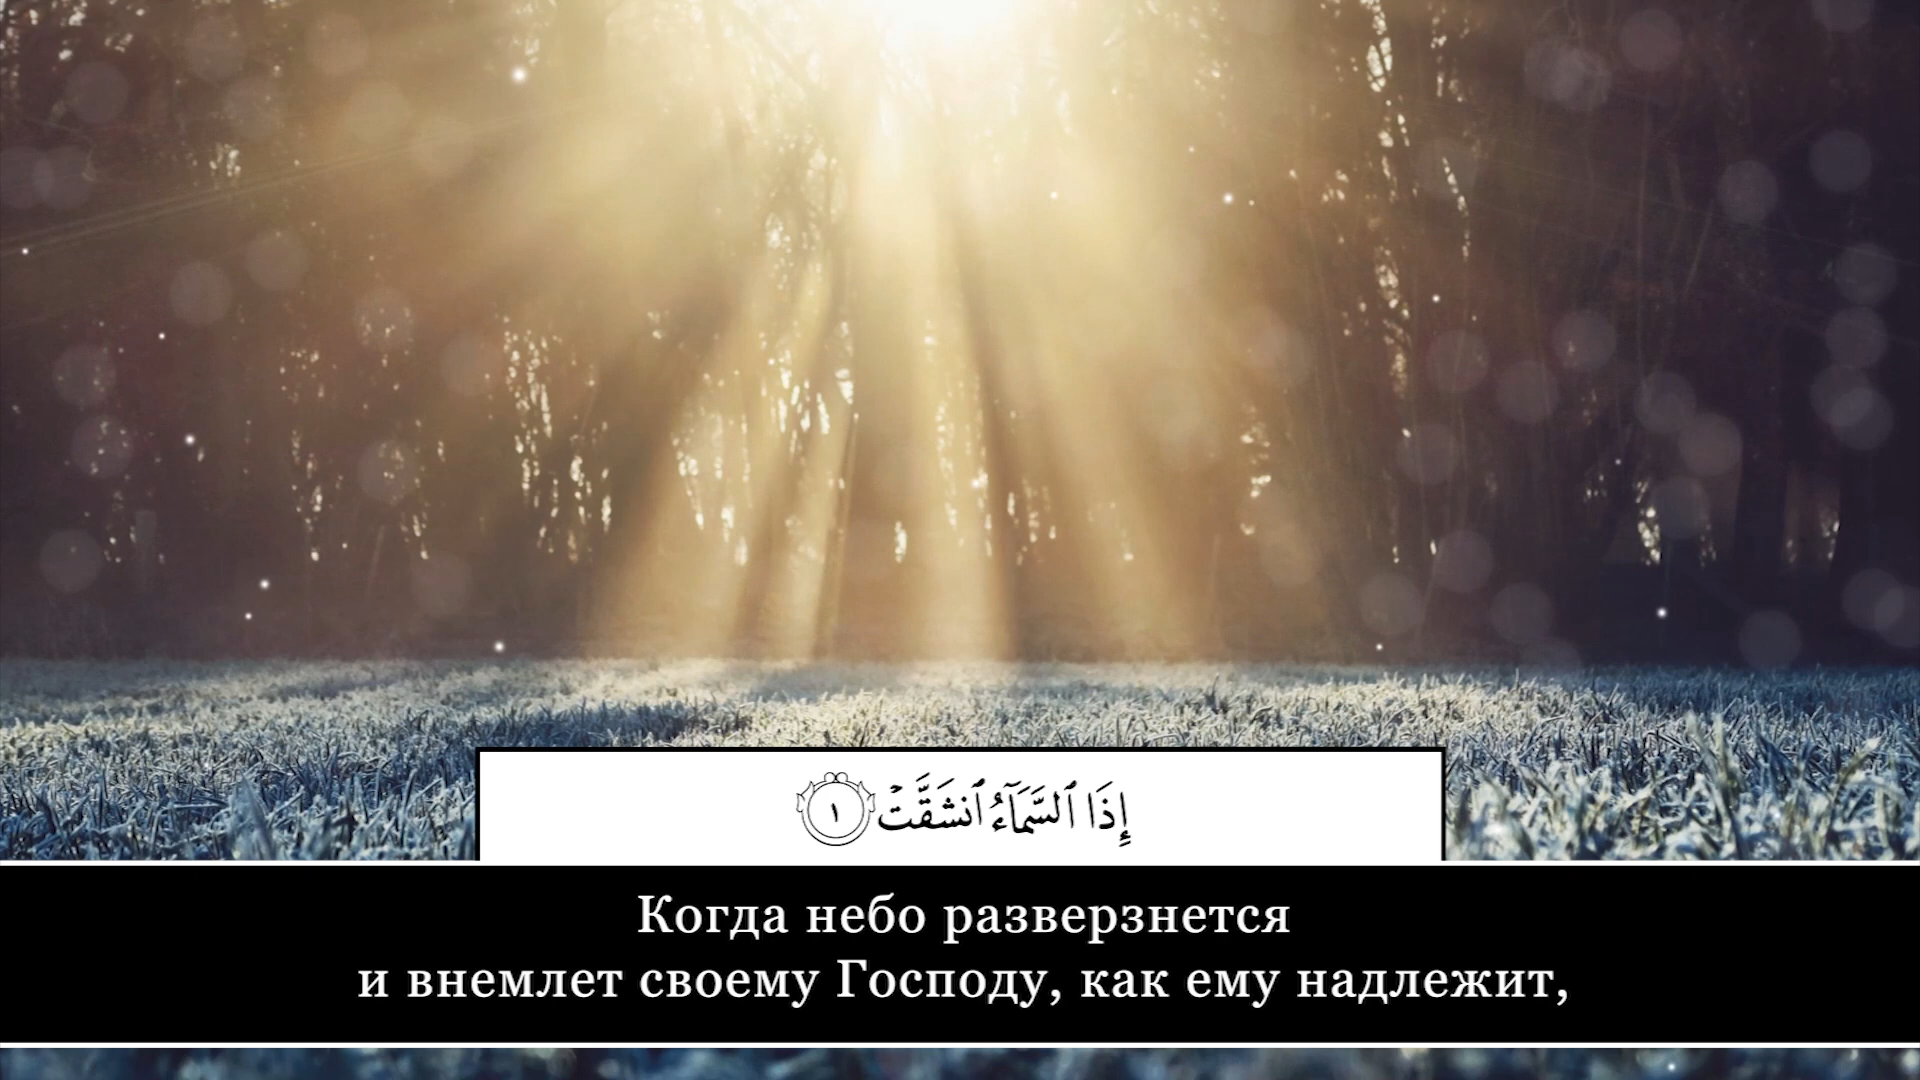 إِذَا ٱلسَّمَآءُ ٱنشَقَّتۡ ١
Когда небо разверзнется
и внемлет своему Господу, как ему надлежит,